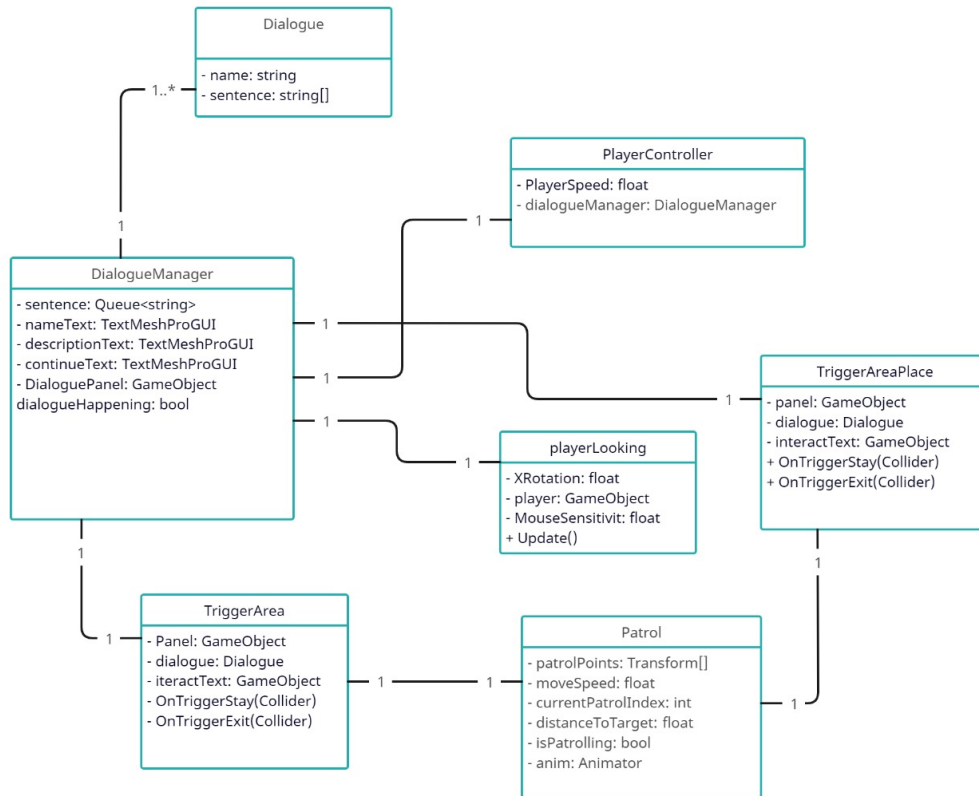 Dialogue
- name: string
- sentence: string[]
1..*
1
PlayerController
- PlayerSpeed: float
- dialogueManager: DialogueManager
1
DialogueManager
- sentence: Queue<string>
- nameText: TextMeshProGUI
- descriptionText: TextMeshProGUI
- continueText: TextMeshProGUI
- DialoguePanel: GameObject
dialogueHappening: bool
1
1
1
1
1
TriggerAreaPlace
- panel: GameObject
- dialogue: Dialogue
- interactText: GameObject
+ OnTriggerStay(Collider)
+ OnTriggerExit(Collider)
1
playerLooking
- XRotation: float
- player: GameObject
- MouseSensitivit: float
+ Update()
1
1
TriggerArea
- Panel: GameObject
- dialogue: Dialogue
- iteractText: GameObject
- OnTriggerStay(Collider)
- OnTriggerExit(Collider)
1
1
Patrol
- patrolPoints: Transform[]
- moveSpeed: float
- currentPatrolIndex: int
- distanceToTarget: float
- isPatrolling: bool
- anim: Animator
1
1